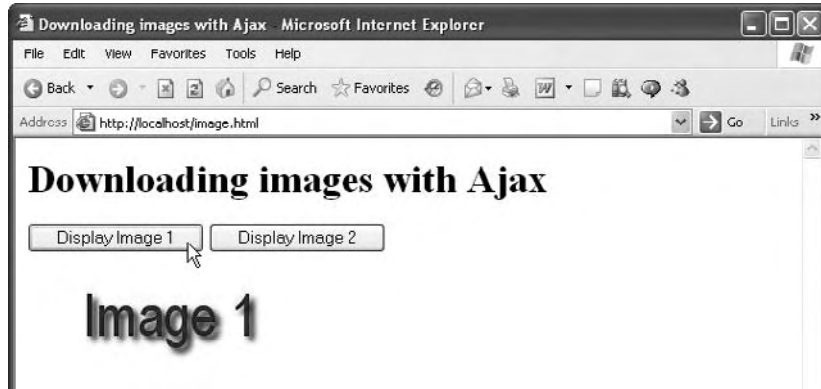 Downloading images with Ajax - Microsoft Internet Explorer
File Edit View Favorites Tools Help
Back Search Favorites W
Address http://localhost/image.html Go Links »
Downloading images with Ajax
Display Image 1 Display Image 2
Image 1